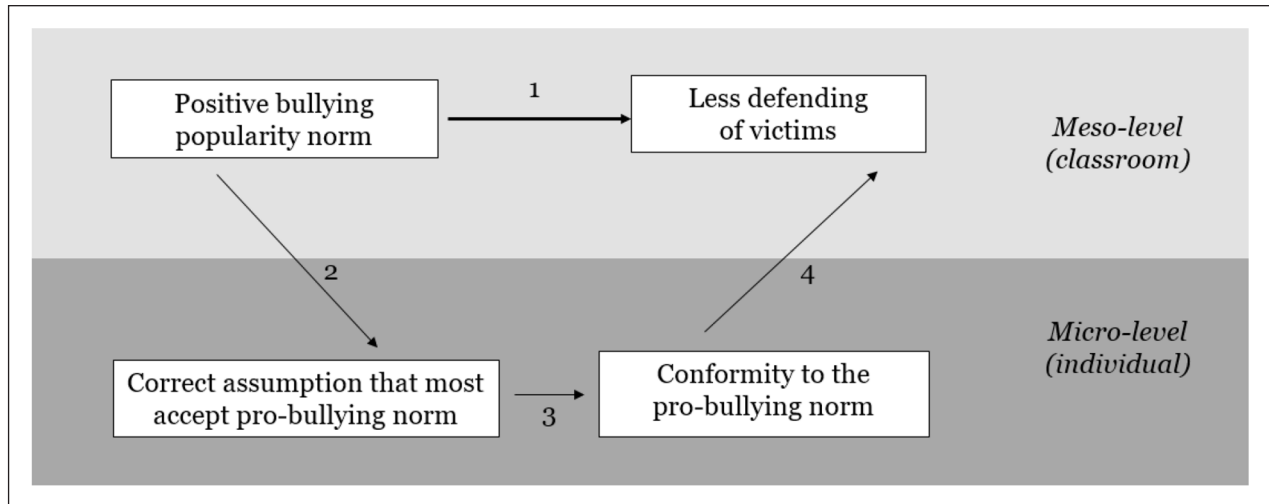 Positive bullying
popularity norm
1
Less defending
of victims
Meso-level
(classroom)
2
4
Micro-level
(individual)
Correct assumption that most
accept pro-bullying norm
3
Conformity to the
pro-bullying norm